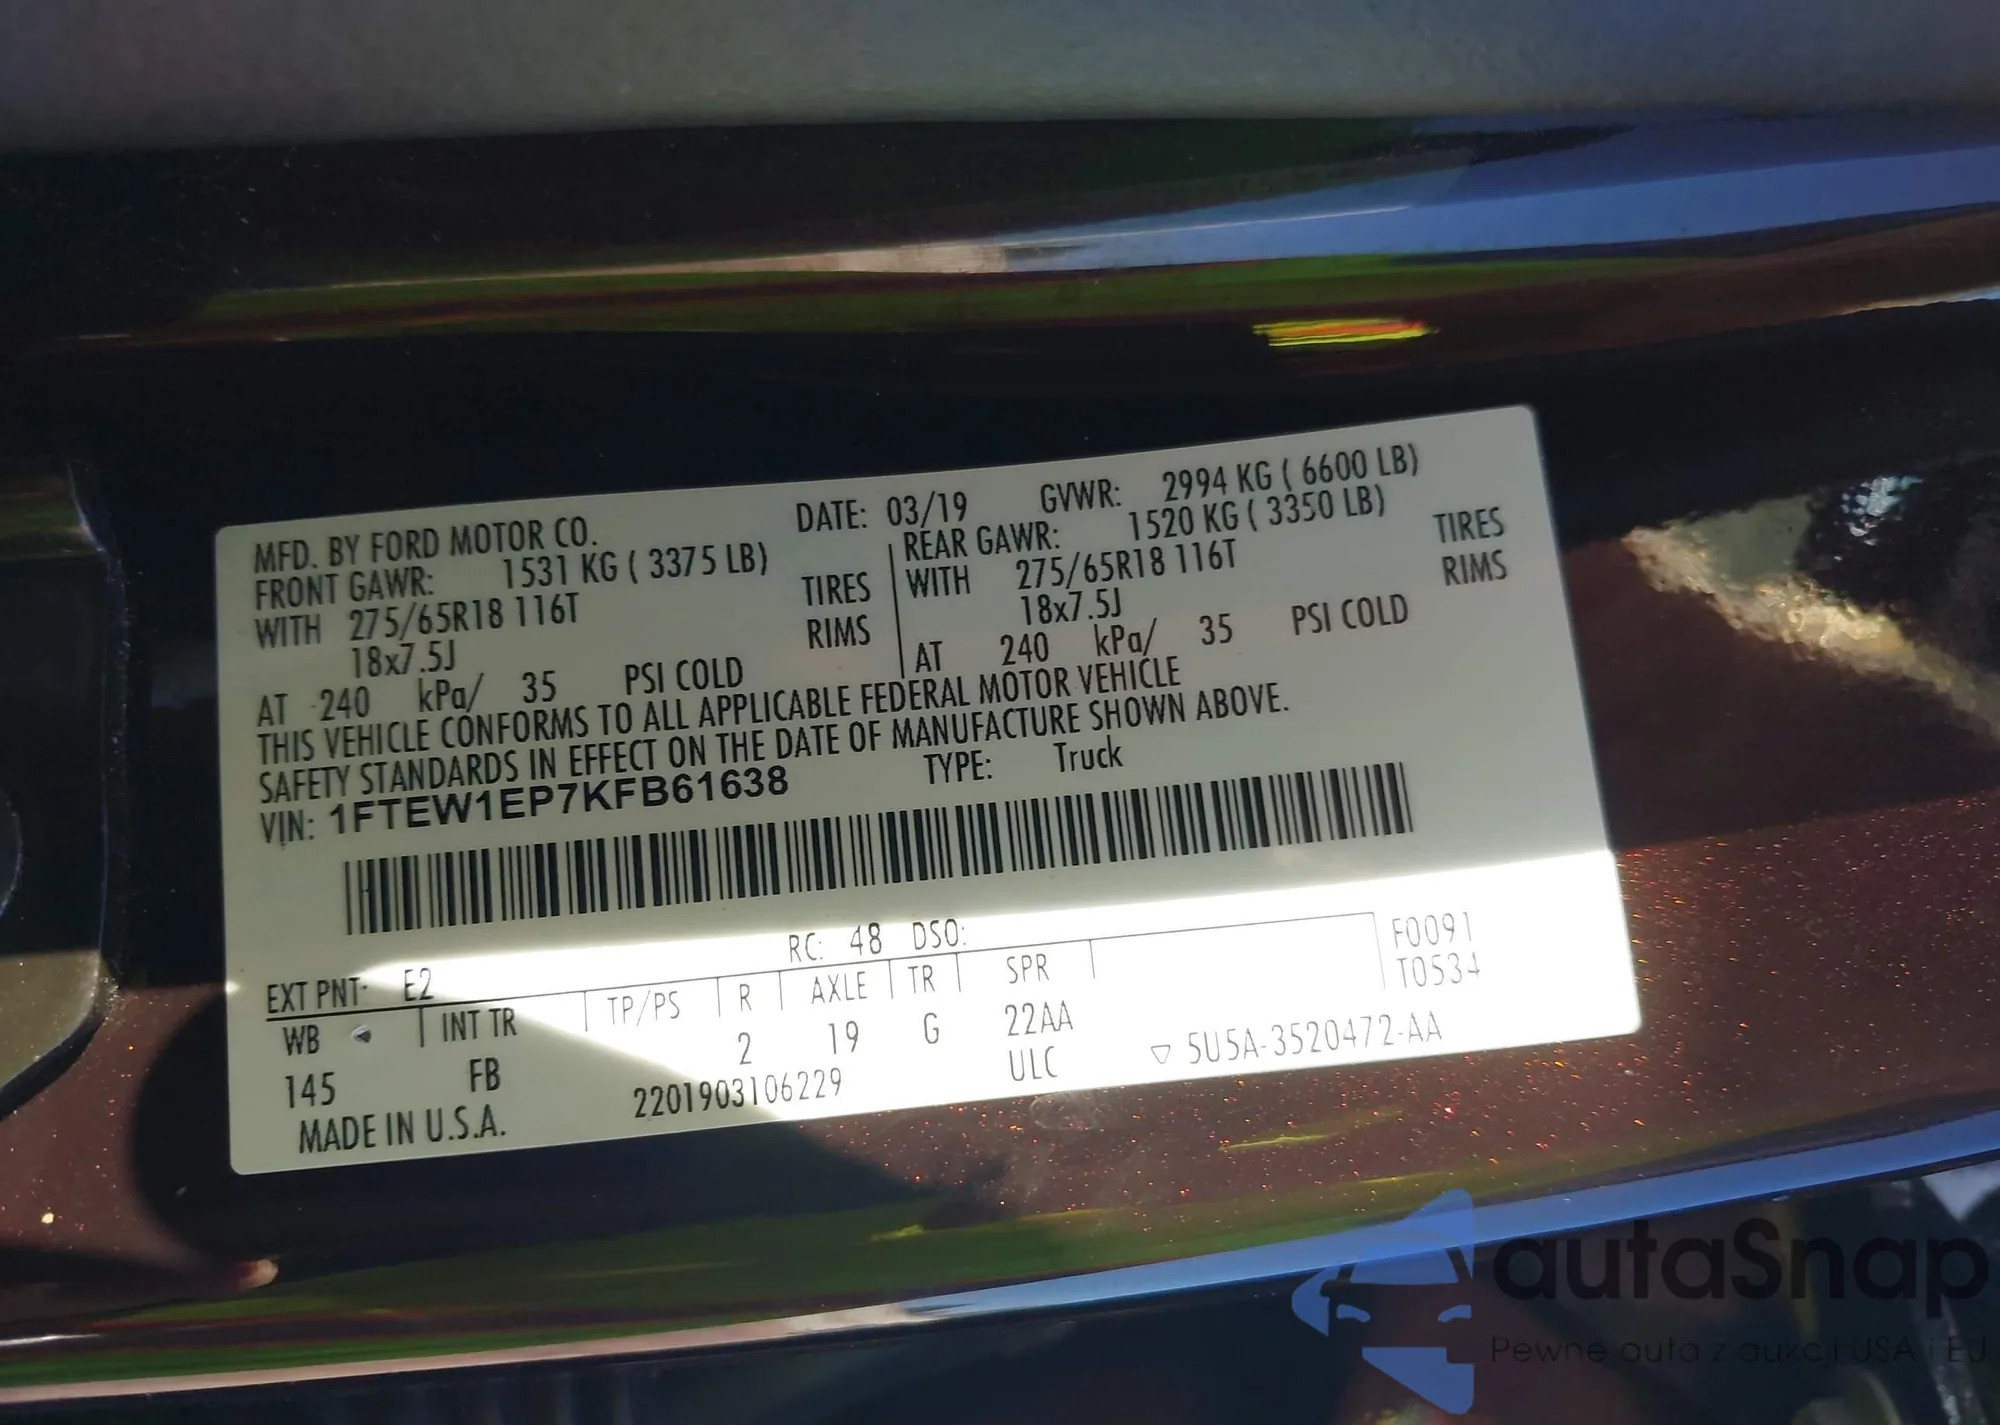 MFD. BY FORD MOTOR CO. DATE: 03/19 GVWR: 2994 KG ( 6600 LB)
FRONT GAWR: 1531 KG ( 3375 LB) REAR GAWR: 1520 KG ( 3350 LB)
WITH 275/65R18 116T TIRES WITH 275/65R18 116T TIRES
18x7.5J RIMS 18x7.5J RIMS
AT 240 kPa/ 35 PSI COLD AT 240 kPa/ 35 PSI COLD
THIS VEHICLE CONFORMS TO ALL APPLICABLE FEDERAL MOTOR VEHICLE
SAFETY STANDARDS IN EFFECT ON THE DATE OF MANUFACTURE SHOWN ABOVE.
VIN: 1FTEW1EP7KFB61638 TYPE: Truck
EXT PNT: E2 RC: 48 DSO: F0091
WB INT TR TP/PS R AXLE TR SPR T0534
145 FB 2 19 G 22AA
MADE IN U.S.A. 2201903106229 ULC ▽ 5U5A-3520472-AA
autaSnap
Pewne auta z aukcji USA i EU